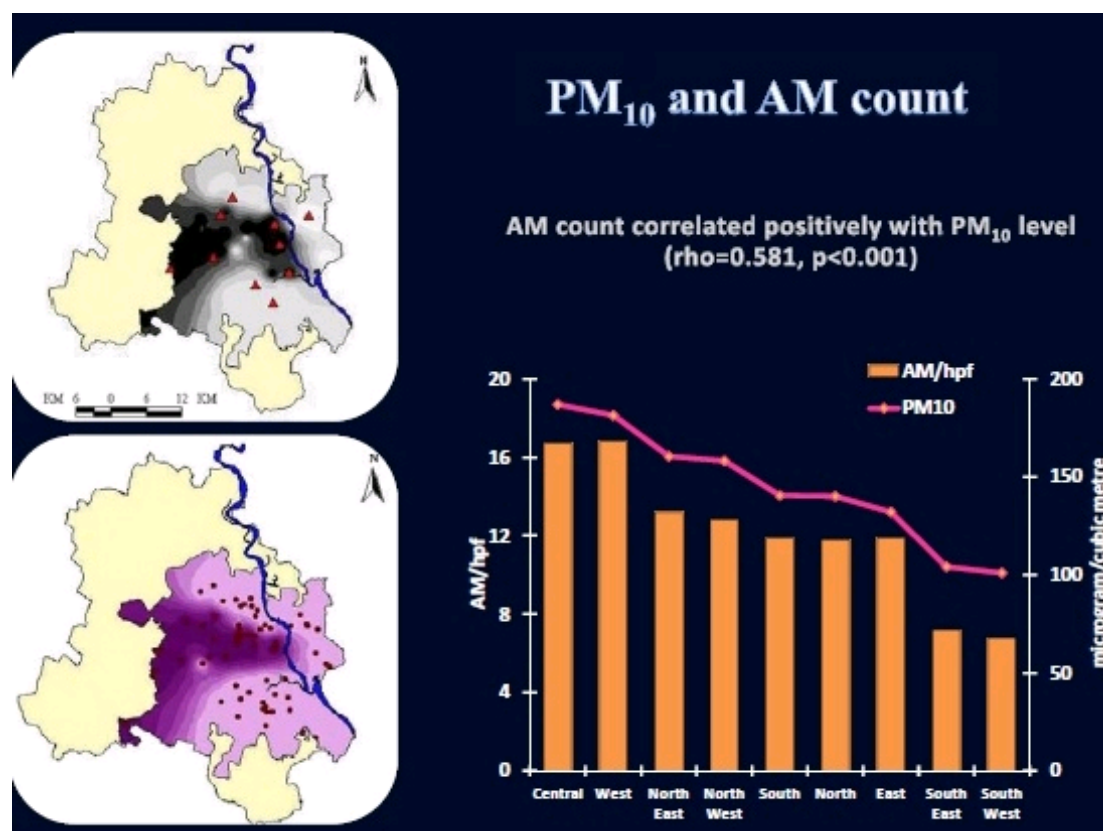 N
KM 6 0 6 12 KM
N
PM₁₀ and AM count
AM count correlated positively with PM₁₀ level
(rho=0.581, p<0.001)
AM/hpf
PM10
20
16
12
8
4
0
AM/hpf
200
150
100
50
0
microgram/cubic metre
Central
West
North
East
North
West
South
North
East
South
East
South
West